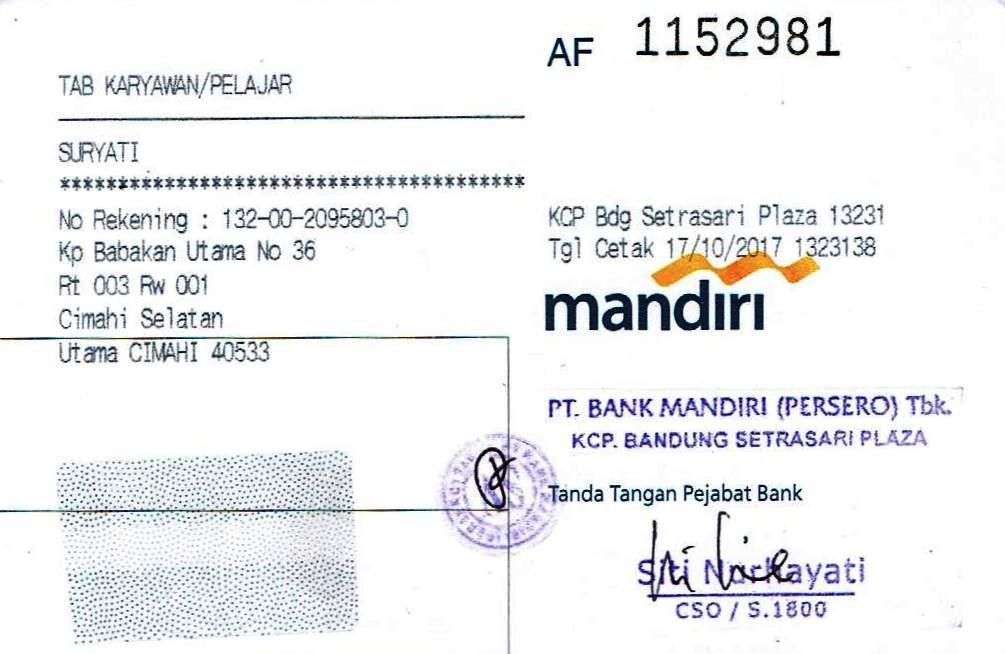 AF 1152981
TAB KARYAWAN/PELAJAR
SURYATI
****************************************
No Rekening : 132-00-2095803-0
Kp Babakan Utama No 36
Rt 003 Rw 001
Cimahi Selatan
Utama CIMAHI 40533
KCP Bdg Setrasari Plaza 13231
Tgl Cetak 17/10/2017 1323138
mandiri
PT. BANK MANDIRI (PERSERO) Tbk.
KCP. BANDUNG SETRASARI PLAZA
Tanda Tangan Pejabat Bank
Siti Nurhayati
CSO / S.1800